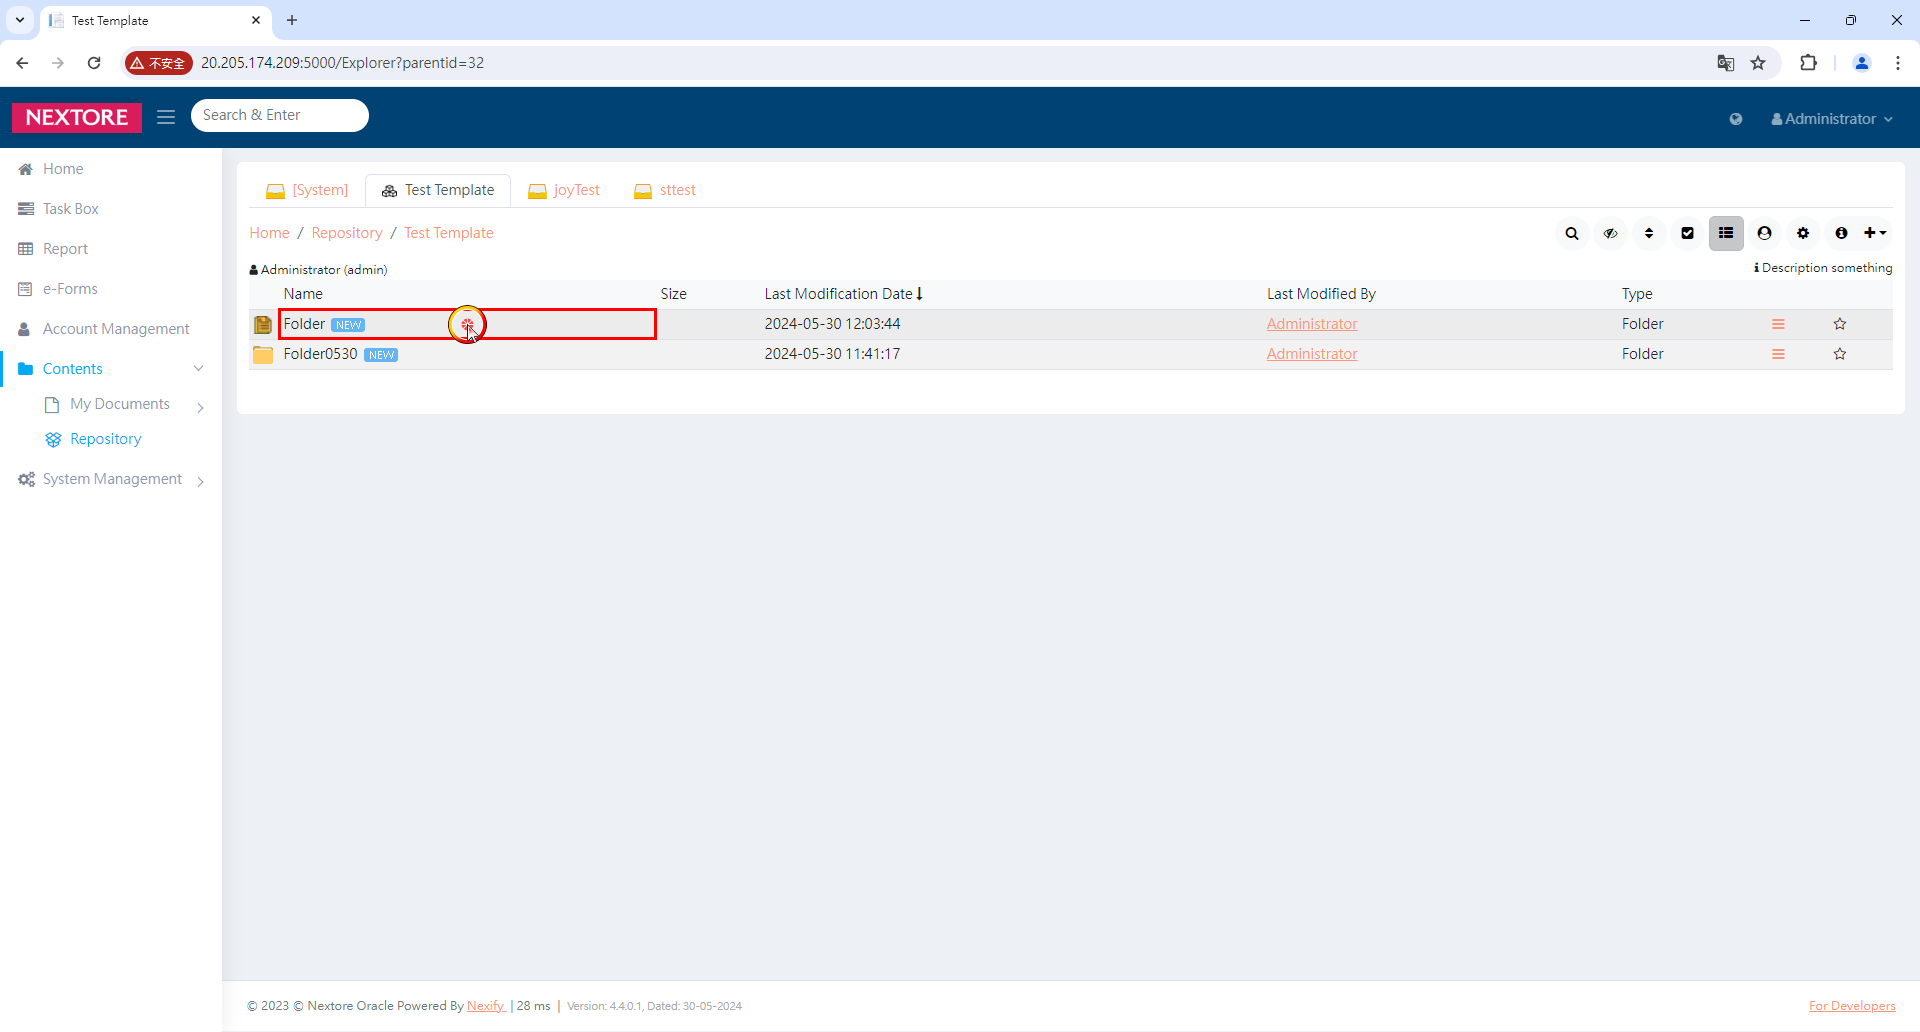 Test Template
不安全
20.205.174.209:5000/Explorer?parentid=32
NEXTORE
Search & Enter
Administrator
Home
Task Box
Report
e-Forms
Account Management
Contents
My Documents
Repository
System Management
[System]
Test Template
joyTest
sttest
Home / Repository / Test Template
Administrator (admin)
Description something
Name Size Last Modification Date Last Modified By Type
Folder NEW 2024-05-30 12:03:44 Administrator Folder
Folder0530 NEW 2024-05-30 11:41:17 Administrator Folder
© 2023 © Nextore Oracle Powered By Nexify | 28 ms | Version: 4.4.0.1, Dated: 30-05-2024
For Developers